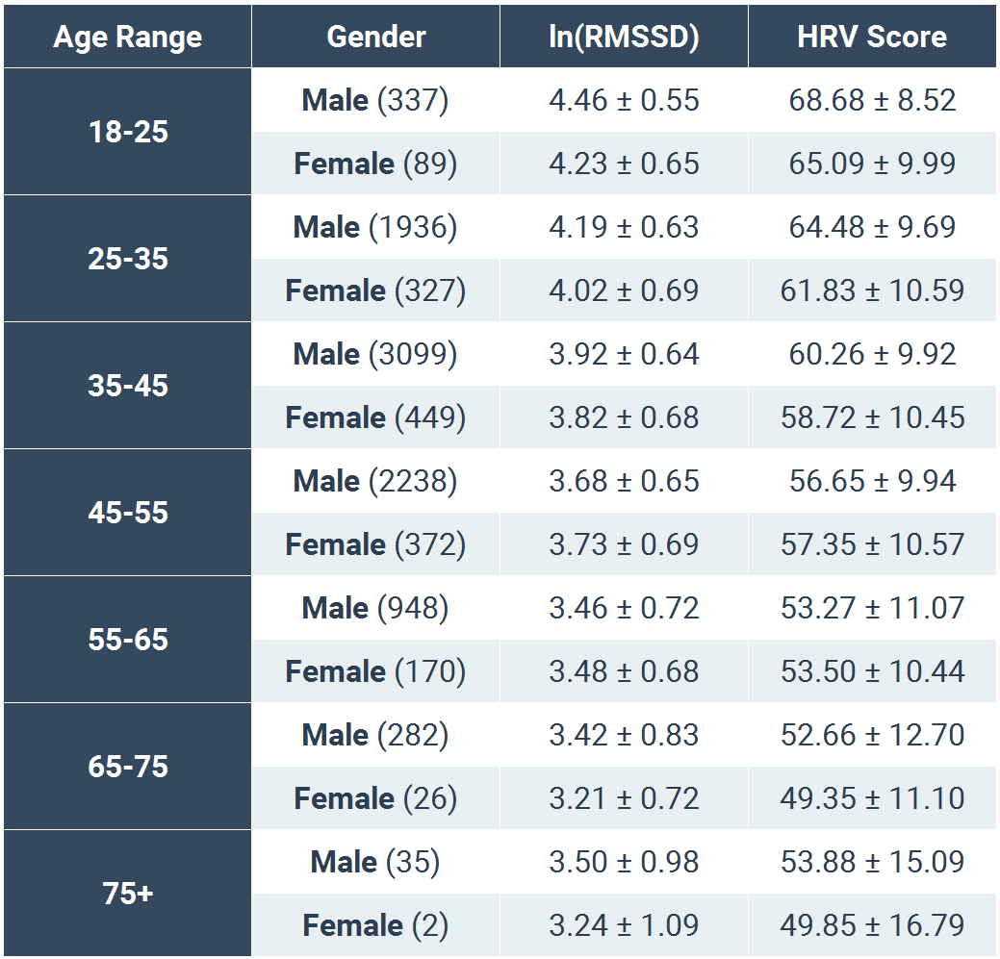 Age Range Gender ln(RMSSD) HRV Score
18-25 Male (337) 4.46 ± 0.55 68.68 ± 8.52
Female (89) 4.23 ± 0.65 65.09 ± 9.99
25-35 Male (1936) 4.19 ± 0.63 64.48 ± 9.69
Female (327) 4.02 ± 0.69 61.83 ± 10.59
35-45 Male (3099) 3.92 ± 0.64 60.26 ± 9.92
Female (449) 3.82 ± 0.68 58.72 ± 10.45
45-55 Male (2238) 3.68 ± 0.65 56.65 ± 9.94
Female (372) 3.73 ± 0.69 57.35 ± 10.57
55-65 Male (948) 3.46 ± 0.72 53.27 ± 11.07
Female (170) 3.48 ± 0.68 53.50 ± 10.44
65-75 Male (282) 3.42 ± 0.83 52.66 ± 12.70
Female (26) 3.21 ± 0.72 49.35 ± 11.10
75+ Male (35) 3.50 ± 0.98 53.88 ± 15.09
Female (2) 3.24 ± 1.09 49.85 ± 16.79